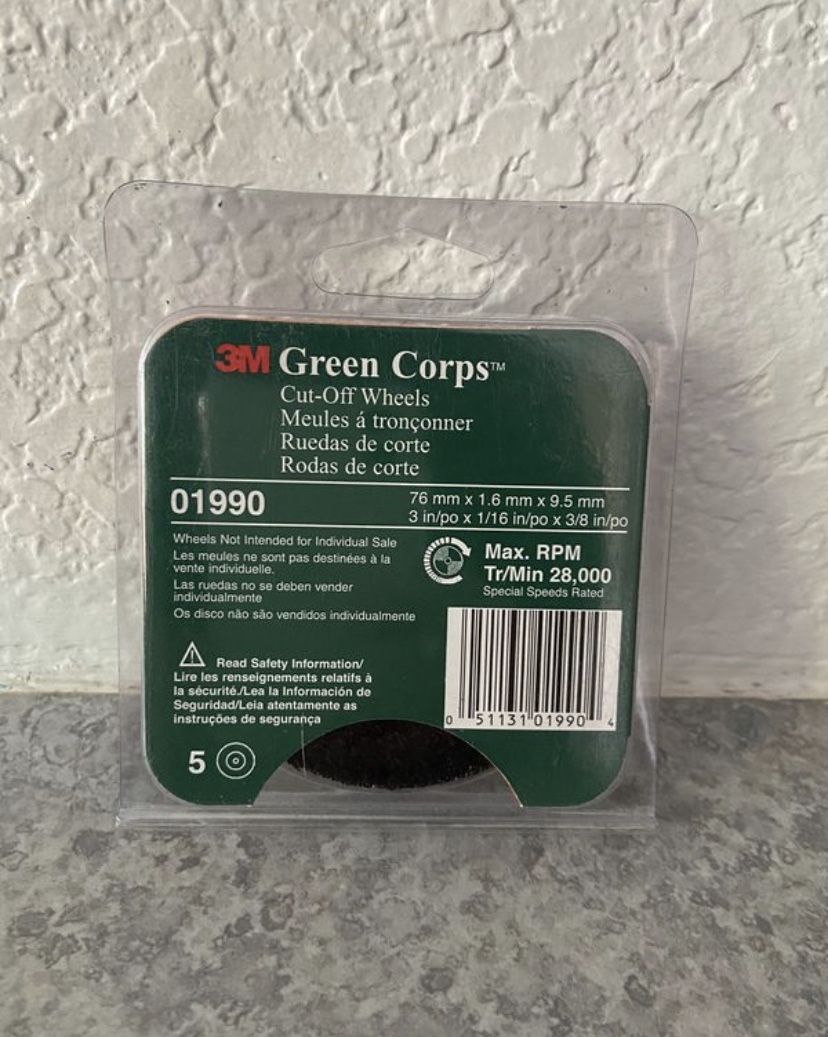 3M Green Corps™
Cut-Off Wheels
Meules á tronçonner
Ruedas de corte
Rodas de corte
01990
76 mm x 1.6 mm x 9.5 mm
3 in/po x 1/16 in/po x 3/8 in/po
Wheels Not Intended for Individual Sale
Les meules ne sont pas destinées à la
vente individuelle.
Las ruedas no se deben vender
individualmente
Os disco não são vendidos individualmente
Max. RPM
Tr/Min 28,000
Special Speeds Rated
Read Safety Information/
Lire les renseignements relatifs à
la sécurité./Lea la Información de
Seguridad/Leia atentamente as
instruções de segurança
0 51131 01990 4
5